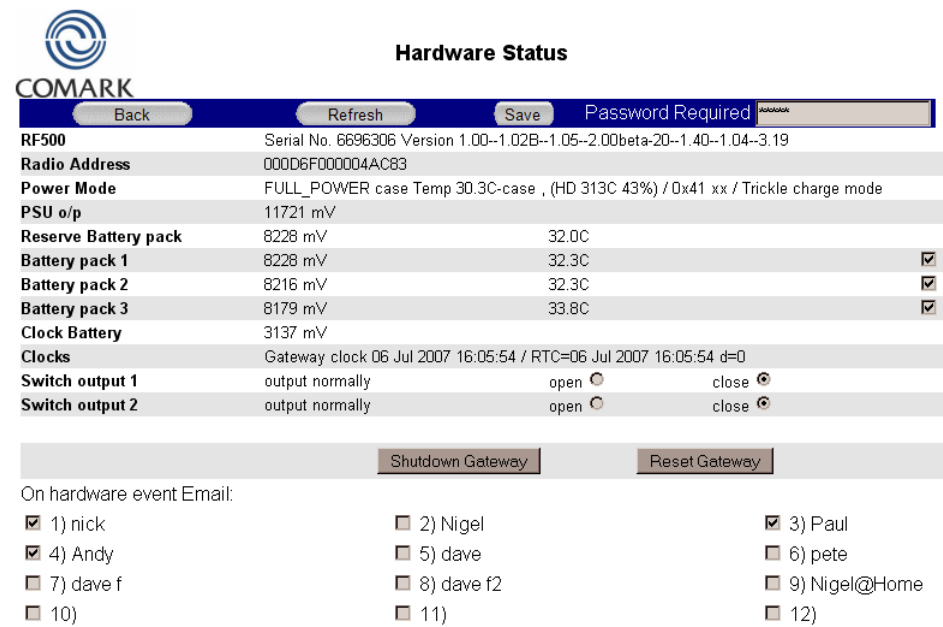 COMARK
Hardware Status
Back Refresh Save Password Required ********
RF500 Serial No. 6696306 Version 1.00--1.02B--1.05--2.00beta-20--1.40--1.04--3.19
Radio Address 000D6F000004AC83
Power Mode FULL_POWER case Temp 30.3C-case , (HD 313C 43%) / 0x41 xx / Trickle charge mode
PSU o/p 11721 mV
Reserve Battery pack 8228 mV 32.0C
Battery pack 1 8228 mV 32.3C
Battery pack 2 8216 mV 32.3C
Battery pack 3 8179 mV 33.8C
Clock Battery 3137 mV
Clocks Gateway clock 06 Jul 2007 16:05:54 / RTC=06 Jul 2007 16:05:54 d=0
Switch output 1 output normally open close
Switch output 2 output normally open close
Shutdown Gateway Reset Gateway
On hardware event Email:
1) nick 2) Nigel 3) Paul
4) Andy 5) dave 6) pete
7) dave f 8) dave f2 9) Nigel@Home
10) 11) 12)